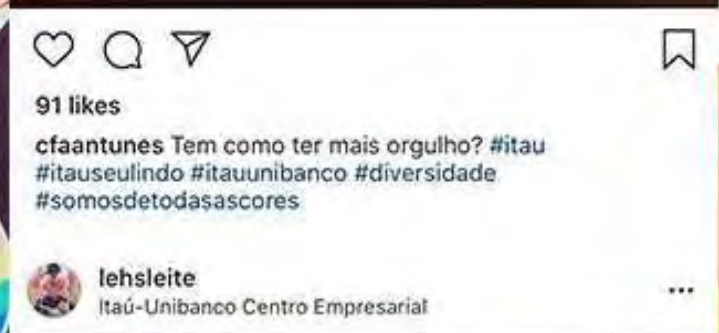 91 likes
cfaantunes Tem como ter mais orgulho? #itau
#itauseulindo #itauunibanco #diversidade
#somosdetodasascores
lehsleite
Itaú-Unibanco Centro Empresarial